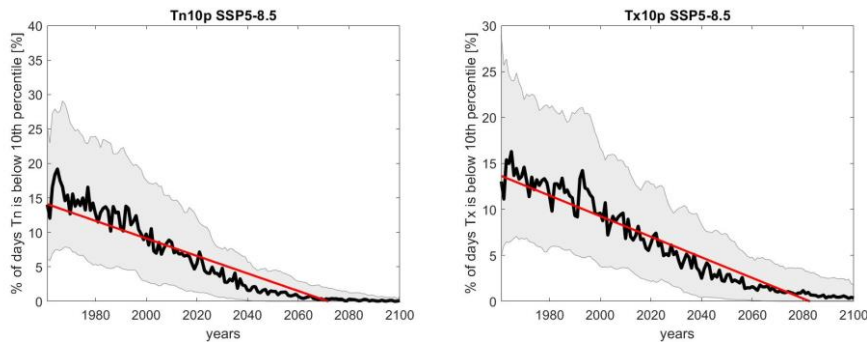 Tn10p SSP5-8.5
% of days Tn is below 10th percentile [%]
40
35
30
25
20
15
10
5
0
1980 2000 2020 2040 2060 2080 2100
years
Tx10p SSP5-8.5
% of days Tx is below 10th percentile [%]
30
25
20
15
10
5
0
1980 2000 2020 2040 2060 2080 2100
years